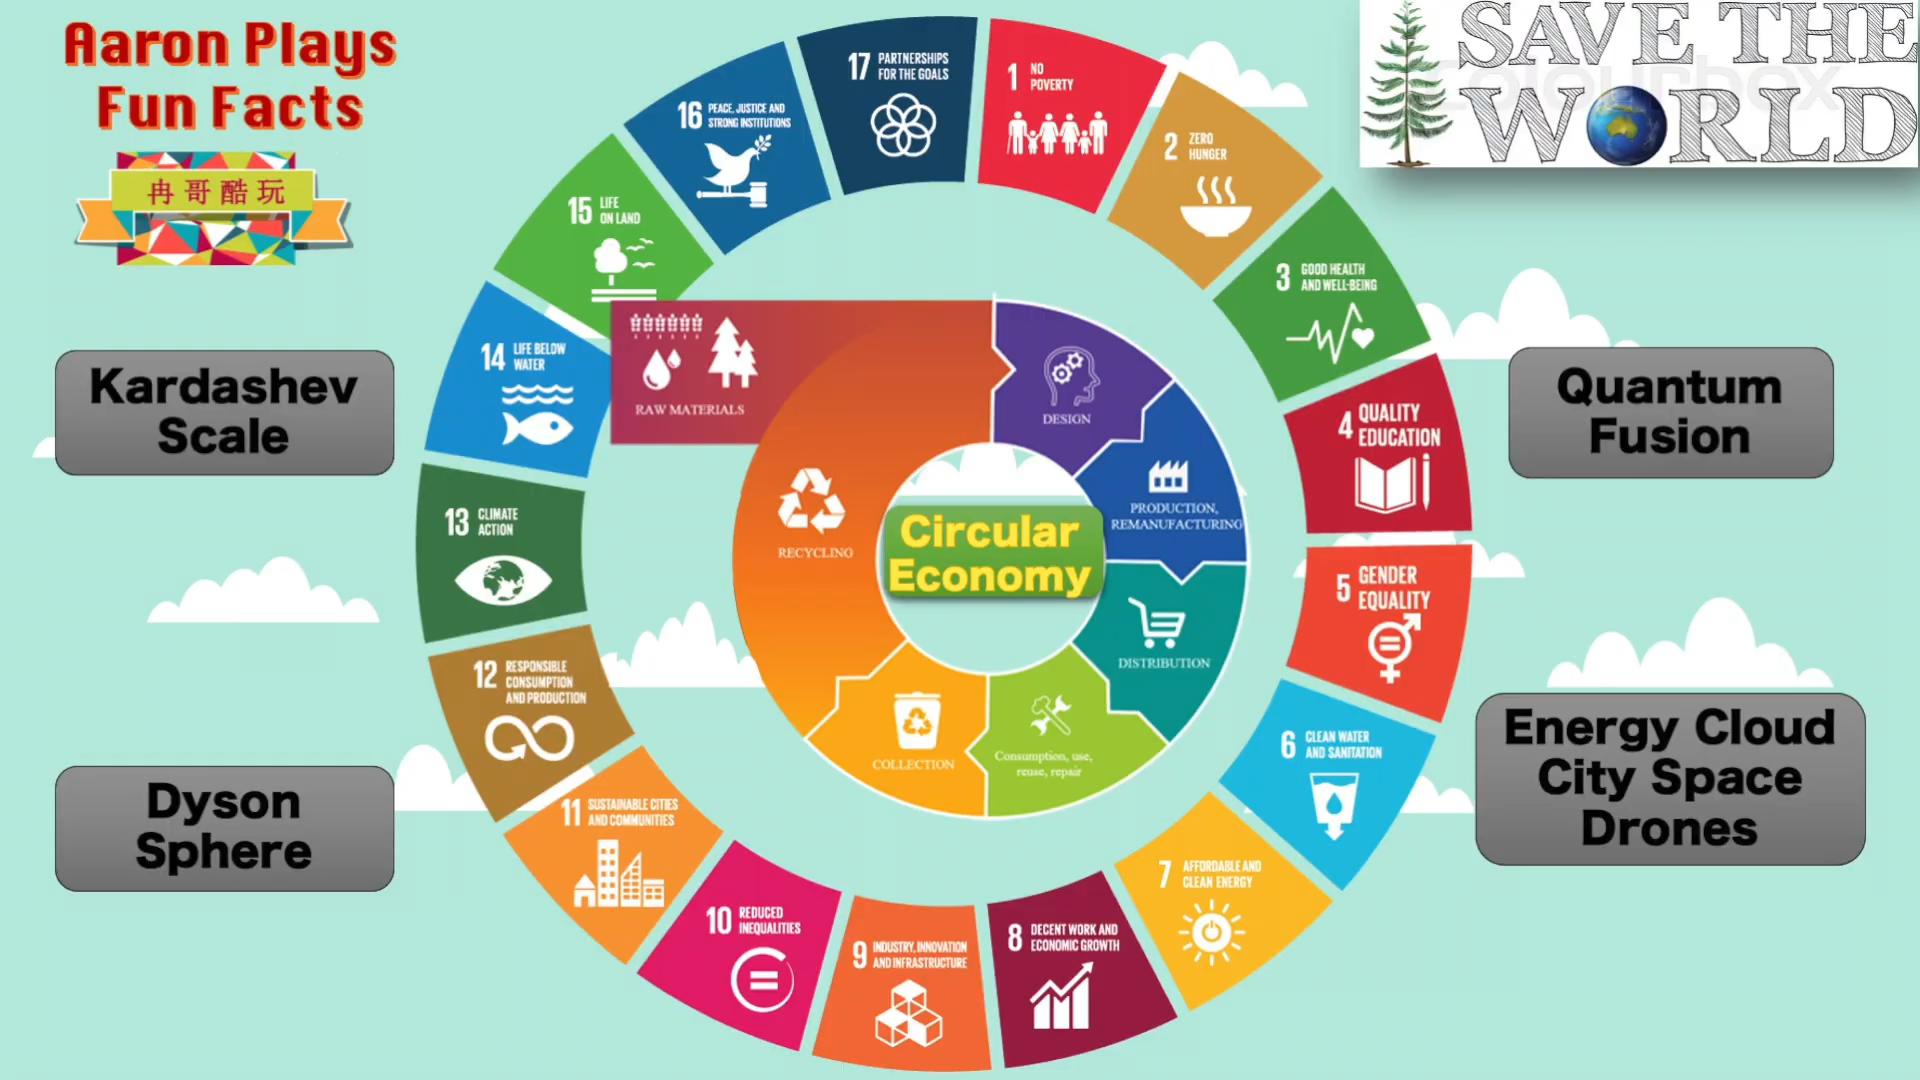 Aaron Plays
Fun Facts
冉哥酷玩
SAVE THE
WORLD
colourbox
Kardashev
Scale
Dyson
Sphere
Quantum
Fusion
Energy Cloud
City Space
Drones
1 NO
POVERTY
2 ZERO
HUNGER
3 GOOD HEALTH
AND WELL-BEING
4 QUALITY
EDUCATION
5 GENDER
EQUALITY
6 CLEAN WATER
AND SANITATION
7 AFFORDABLE AND
CLEAN ENERGY
8 DECENT WORK AND
ECONOMIC GROWTH
9 INDUSTRY, INNOVATION
AND INFRASTRUCTURE
10 REDUCED
INEQUALITIES
11 SUSTAINABLE CITIES
AND COMMUNITIES
12 RESPONSIBLE
CONSUMPTION
AND PRODUCTION
13 CLIMATE
ACTION
14 LIFE BELOW
WATER
15 LIFE
ON LAND
16 PEACE, JUSTICE AND
STRONG INSTITUTIONS
17 PARTNERSHIPS
FOR THE GOALS
RAW MATERIALS
DESIGN
PRODUCTION,
REMANUFACTURING
DISTRIBUTION
Consumption, use,
reuse, repair
COLLECTION
RECYCLING
Circular
Economy